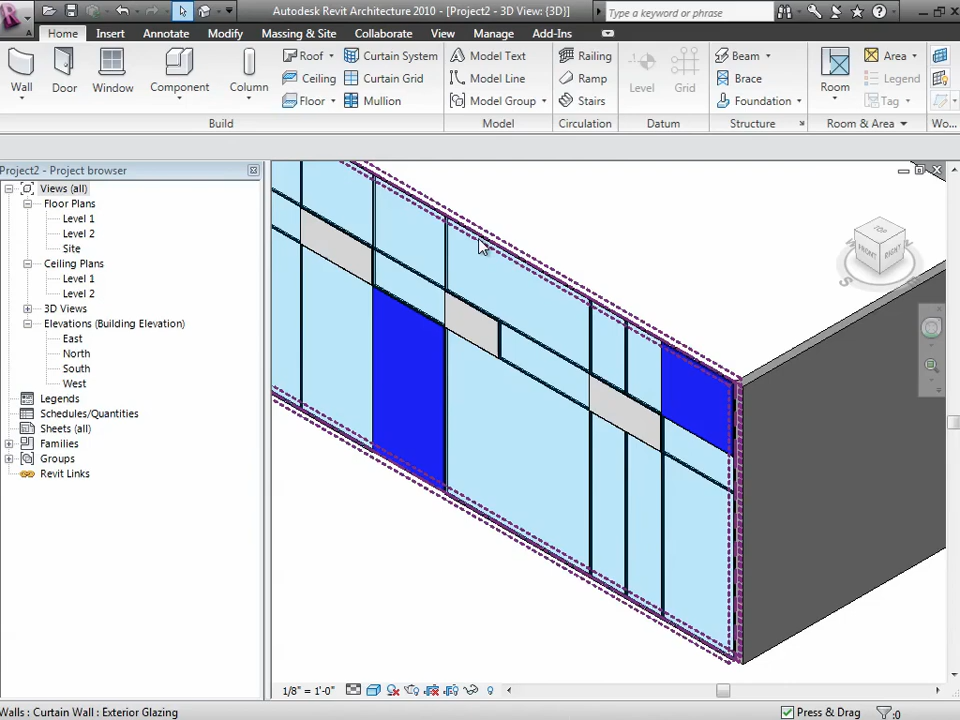 Autodesk Revit Architecture 2010 - [Project2 - 3D View: {3D}]
Type a keyword or phrase
Home Insert Annotate Modify Massing & Site Collaborate View Manage Add-Ins
Wall Door Window Component Column
Roof Curtain System
Ceiling Curtain Grid
Floor Mullion
Model Text
Model Line
Model Group
Railing
Ramp
Stairs
Level Grid
Beam
Brace
Foundation
Room
Area
Legend
Tag
Build Model Circulation Datum Structure Room & Area Wo...
Project2 - Project browser
Views (all)
Floor Plans
Level 1
Level 2
Site
Ceiling Plans
Level 1
Level 2
3D Views
Elevations (Building Elevation)
East
North
South
West
Legends
Schedules/Quantities
Sheets (all)
Families
Groups
Revit Links
TOP
FRONT
RIGHT
W
S
1/8" = 1'-0"
Walls : Curtain Wall : Exterior Glazing
Press & Drag
:0